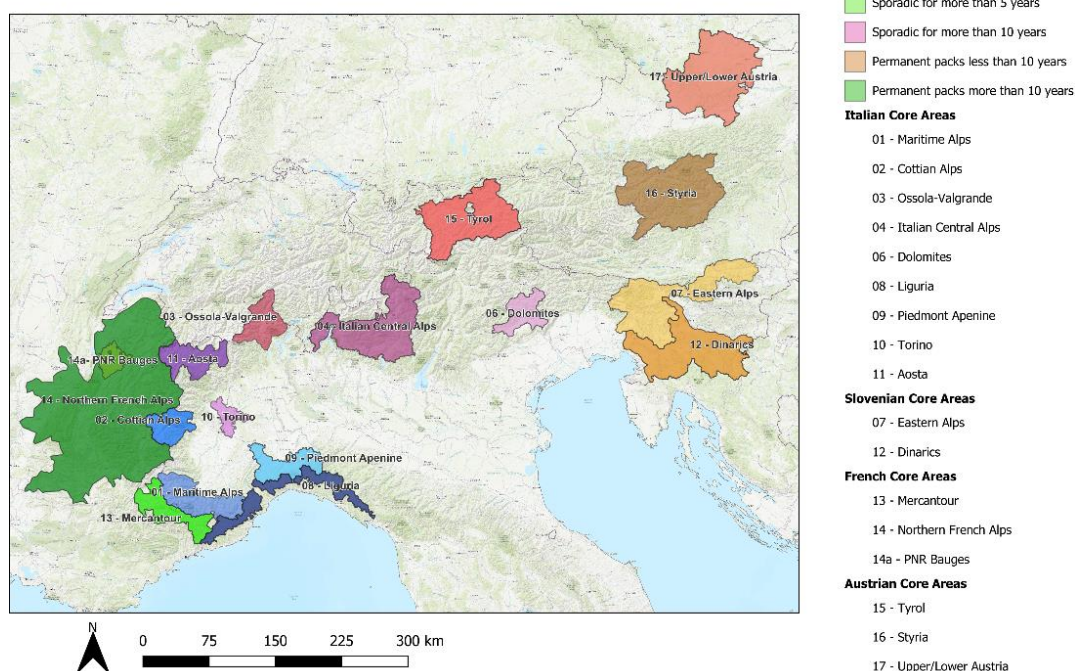 17- Upper/Lower Austria
16 - Styria
15 - Tyrol
07 - Eastern Alps
03 - Ossola-Valgrande
06 - Dolomites
04 - Italian Central Alps
12 - Dinarics
14a- PNR Bauges
11 - Aosta
14 - Northern French Alps
02 - Cottian Alps
10 - Torino
09 - Piedmont Apenine
08 - Liguria
01 - Maritime Alps
13 - Mercantour
N
0 75 150 225 300 km
Sporadic for more than 5 years
Sporadic for more than 10 years
Permanent packs less than 10 years
Permanent packs more than 10 years
Italian Core Areas
01 - Maritime Alps
02 - Cottian Alps
03 - Ossola-Valgrande
04 - Italian Central Alps
06 - Dolomites
08 - Liguria
09 - Piedmont Apenine
10 - Torino
11 - Aosta
Slovenian Core Areas
07 - Eastern Alps
12 - Dinarics
French Core Areas
13 - Mercantour
14 - Northern French Alps
14a - PNR Bauges
Austrian Core Areas
15 - Tyrol
16 - Styria
17 - Upper/Lower Austria